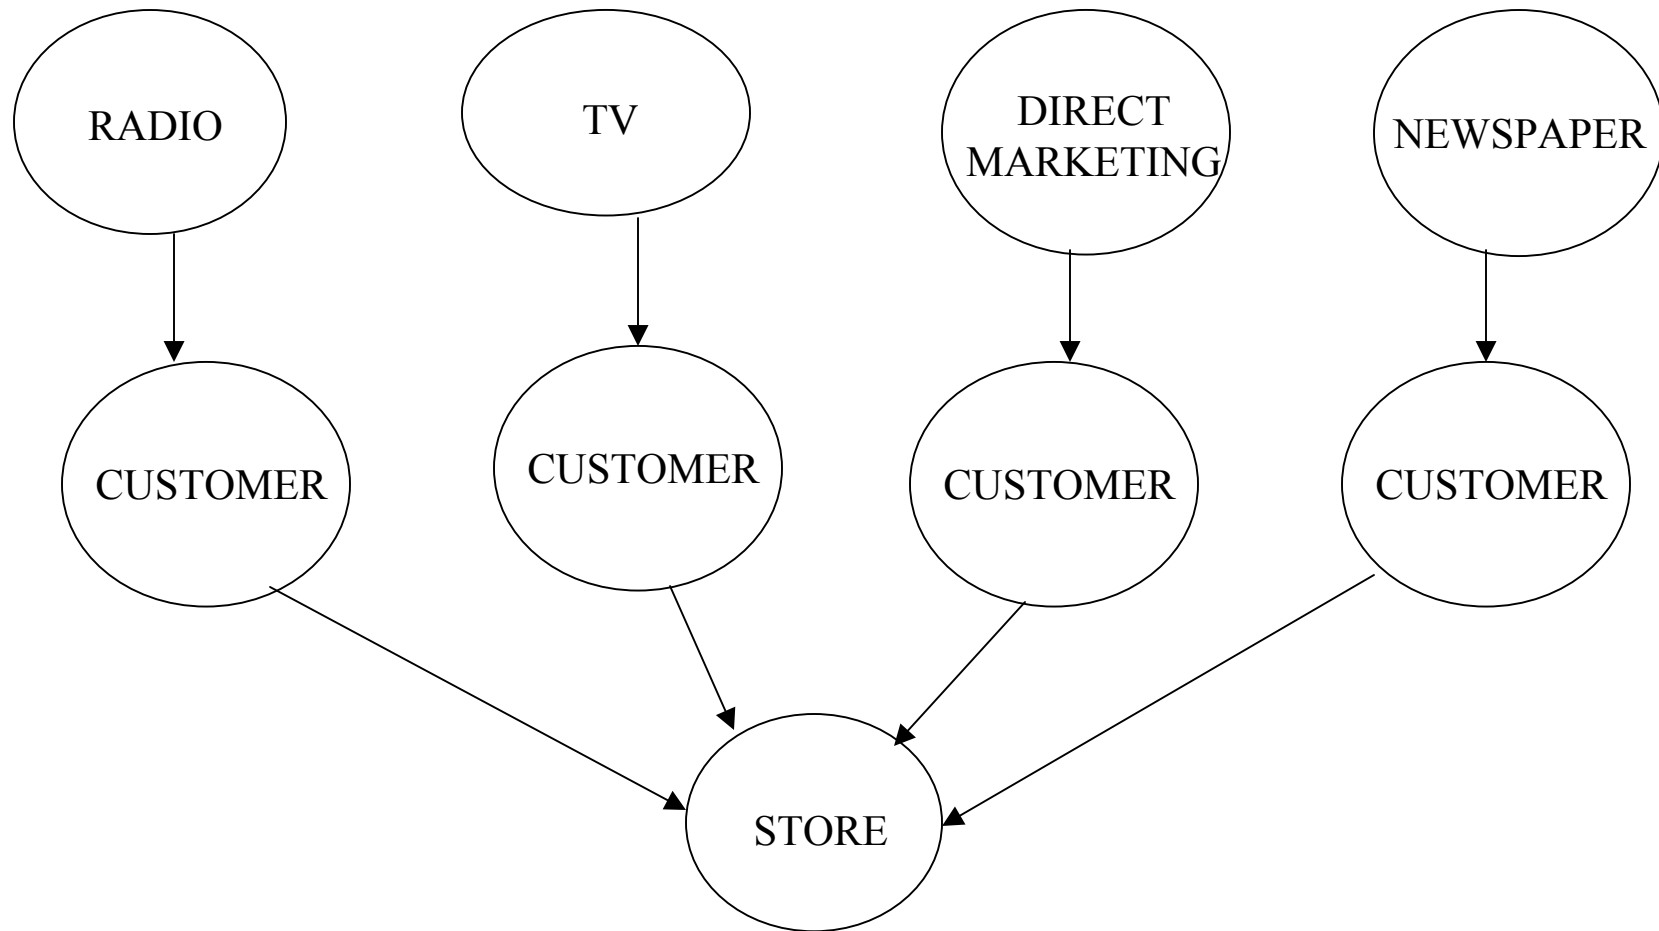 RADIO
TV
DIRECT
MARKETING
NEWSPAPER
CUSTOMER
CUSTOMER
CUSTOMER
CUSTOMER
STORE